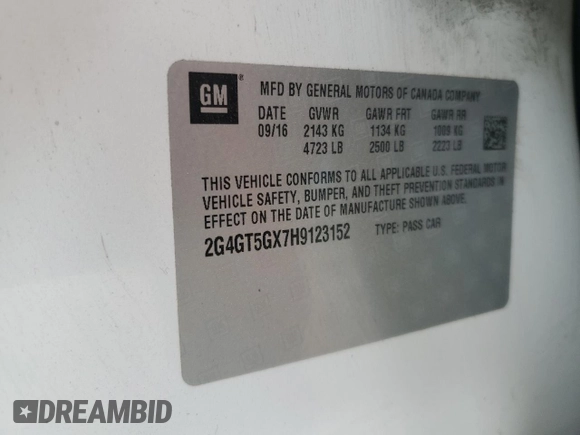 GM
MFD BY GENERAL MOTORS OF CANADA COMPANY
DATE GVWR GAWR FRT GAWR RR
09/16 2143 KG 1134 KG 1009 KG
4723 LB 2500 LB 2223 LB
THIS VEHICLE CONFORMS TO ALL APPLICABLE U.S. FEDERAL MOTOR
VEHICLE SAFETY, BUMPER, AND THEFT PREVENTION STANDARDS IN
EFFECT ON THE DATE OF MANUFACTURE SHOWN ABOVE.
2G4GT5GX7H9123152 TYPE: PASS CAR
DREAMBID